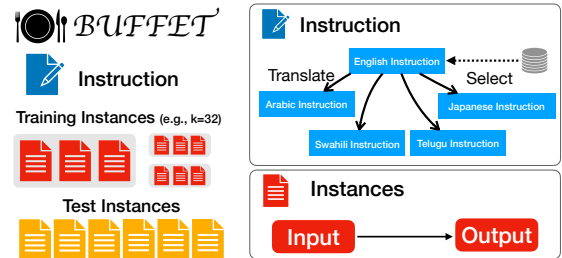 BUFFET
Instruction
Training Instances (e.g., k=32)
Test Instances
Instruction
English Instruction
Translate
Select
Arabic Instruction
Japanese Instruction
Swahili Instruction
Telugu Instruction
Instances
Input
Output